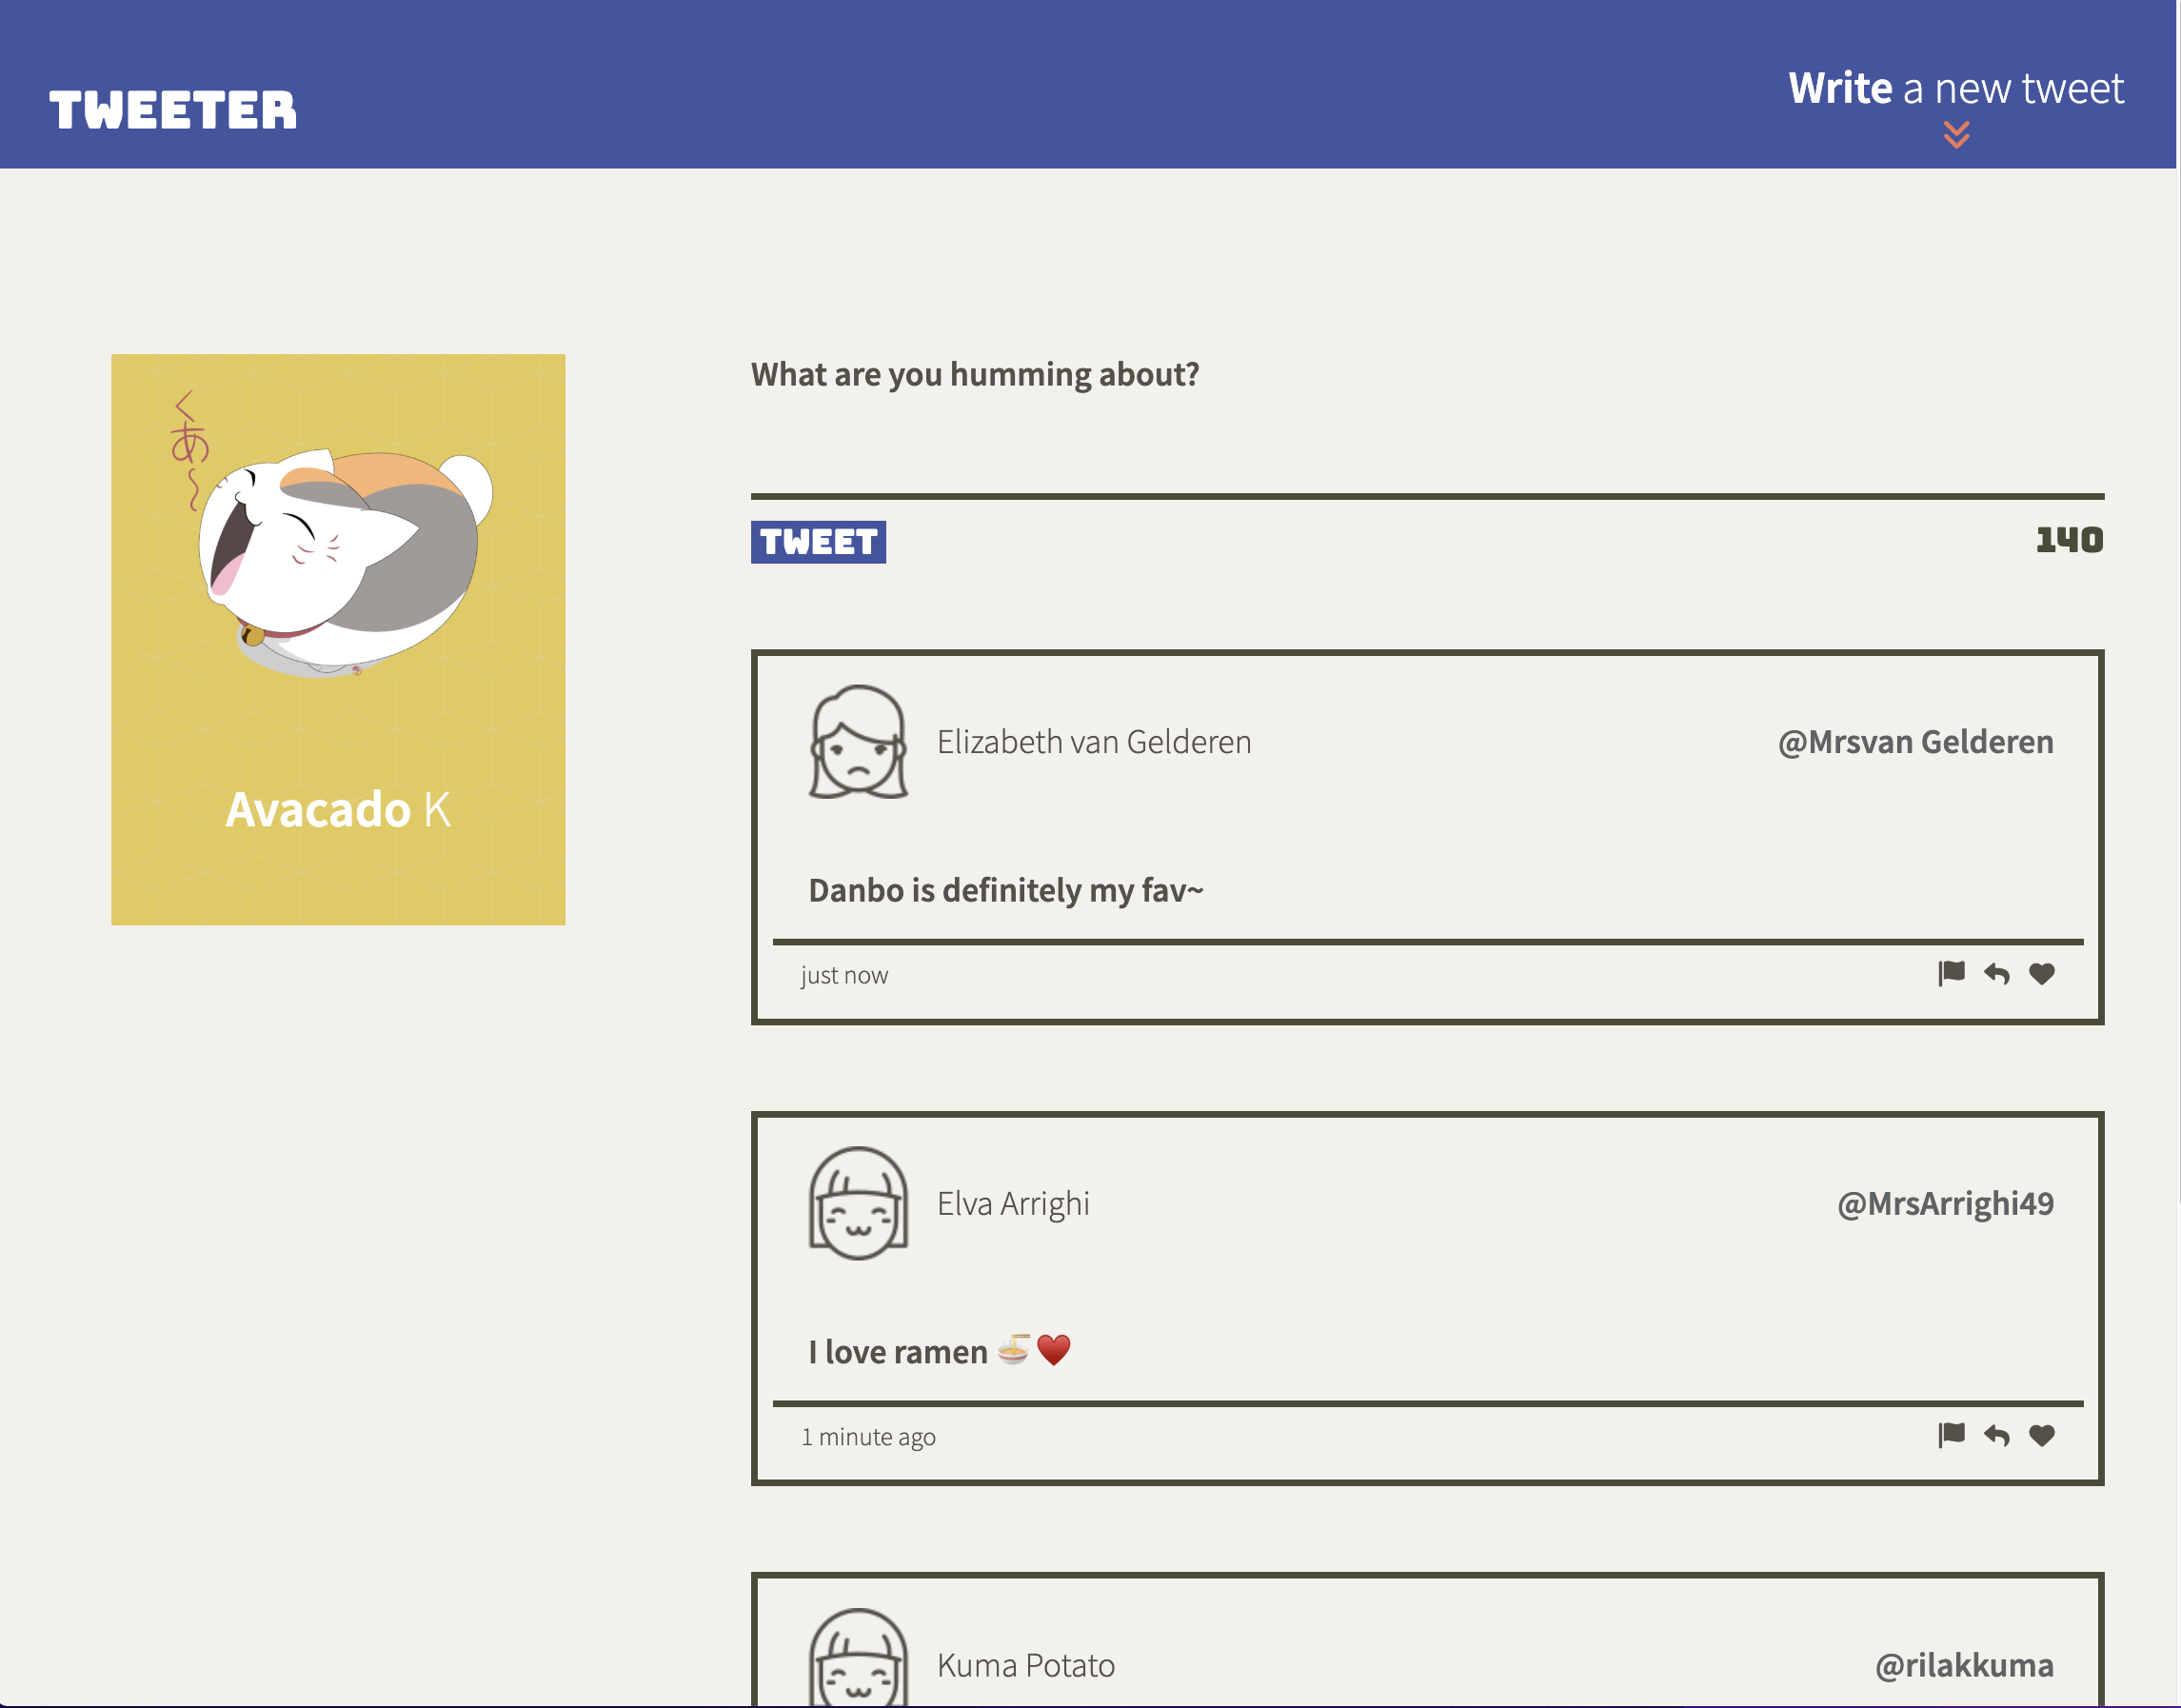 TWEETER
Write a new tweet
くあ〜
Avacado K
What are you humming about?
TWEET
140
Elizabeth van Gelderen
@Mrsvan Gelderen
Danbo is definitely my fav~
just now
Elva Arrighi
@MrsArrighi49
I love ramen 🍜♥️
1 minute ago
Kuma Potato
@rilakkuma